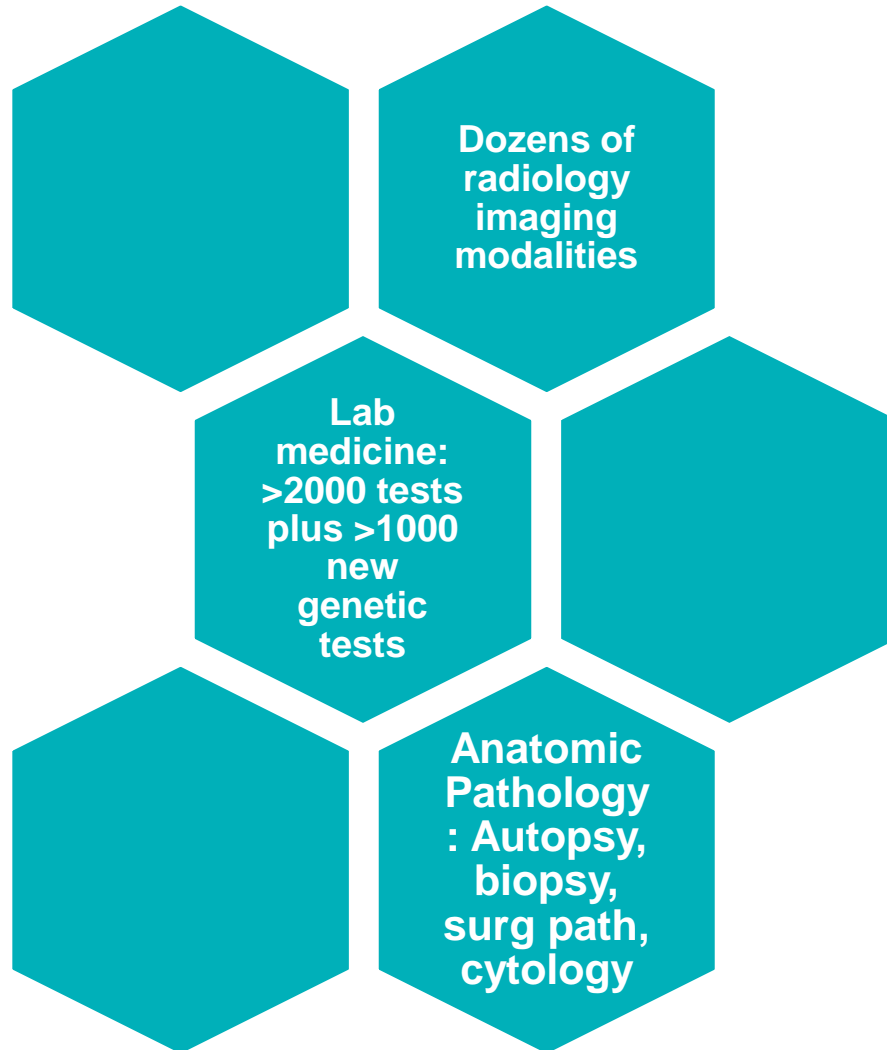 Dozens of
radiology
imaging
modalities
Lab
medicine:
>2000 tests
plus >1000
new
genetic
tests
Anatomic
Pathology
: Autopsy,
biopsy,
surg path,
cytology